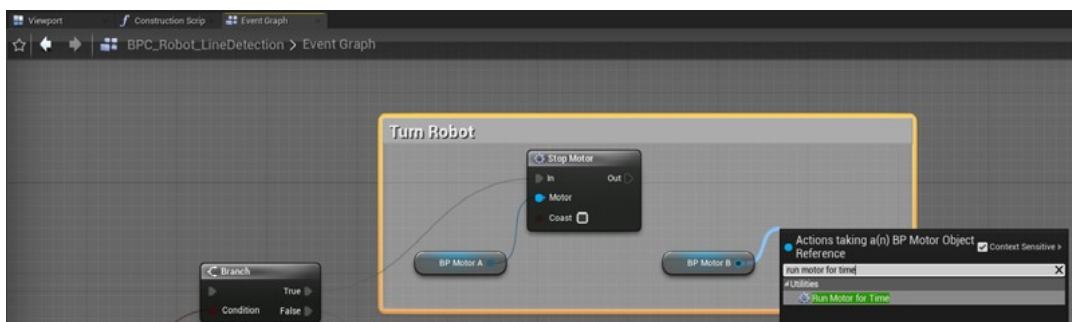 Viewport
Construction Scrip
Event Graph
BPC_Robot_LineDetection > Event Graph
Turn Robot
Stop Motor
In Out
Motor
Coast
BP Motor A
BP Motor B
Actions taking a(n) BP Motor Object Reference
Context Sensitive
run motor for time
X
Utilities
Run Motor for Time
Branch
True
Condition False